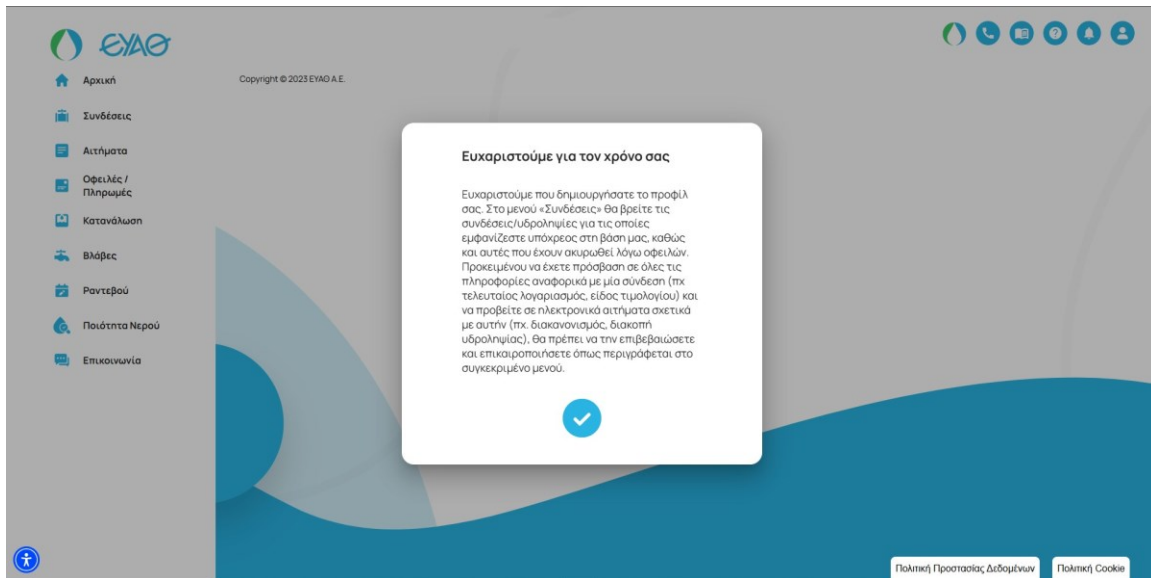 ΕΥΑΘ
Αρχική
Συνδέσεις
Αιτήματα
Οφειλές /
Πληρωμές
Κατανάλωση
Βλάβες
Ραντεβού
Ποιότητα Νερού
Επικοινωνία
Copyright © 2023 ΕΥΑΘ Α.Ε.
Ευχαριστούμε για τον χρόνο σας
Ευχαριστούμε που δημιουργήσατε το προφίλ
σας. Στο μενού «Συνδέσεις» θα βρείτε τις
συνδέσεις/υδροληψίες για τις οποίες
εμφανίζεστε υπόχρεος στη βάση μας, καθώς
και αυτές που έχουν ακυρωθεί λόγω οφειλών.
Προκειμένου να έχετε πρόσβαση σε όλες τις
πληροφορίες αναφορικά με μία σύνδεση (πχ
τελευταίος λογαριασμός, είδος τιμολογίου) και
να προβείτε σε ηλεκτρονικά αιτήματα σχετικά
με αυτήν (πχ. διακανονισμός, διακοπή
υδροληψίας), θα πρέπει να την επιβεβαιώσετε
και επικαιροποιήσετε όπως περιγράφεται στο
συγκεκριμένο μενού.
Πολιτική Προστασίας Δεδομένων
Πολιτική Cookie